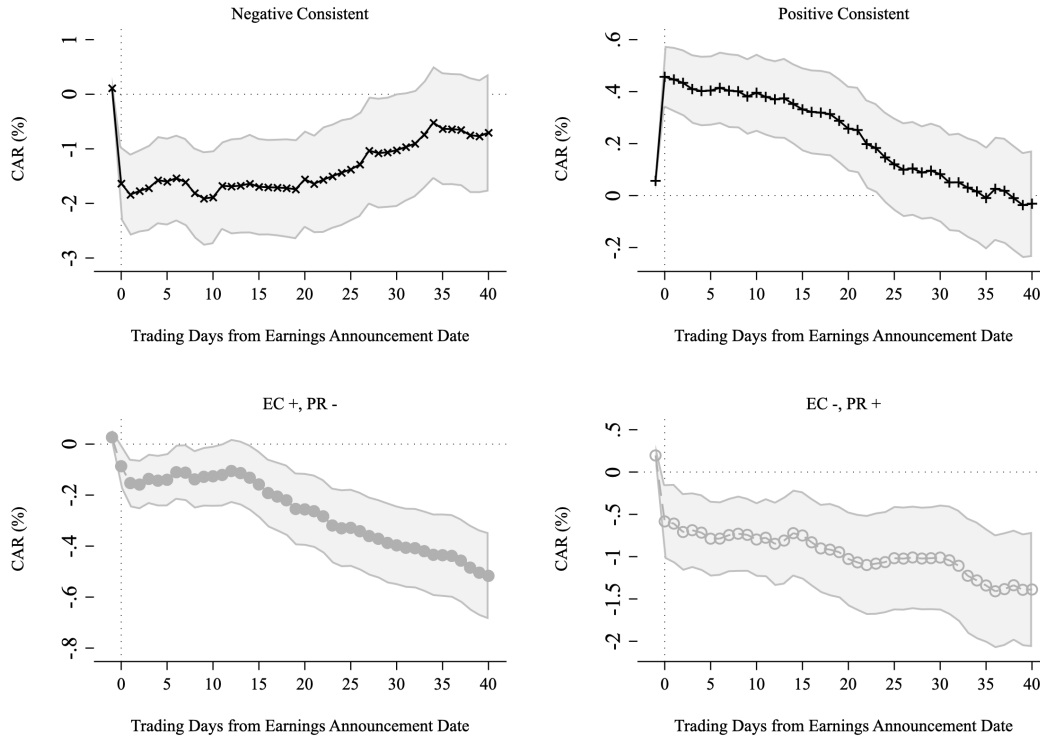 Negative Consistent
CAR (%)
1
0
-1
-2
-3
0 5 10 15 20 25 30 35 40
Trading Days from Earnings Announcement Date
Positive Consistent
CAR (%)
.6
.4
.2
0
-.2
0 5 10 15 20 25 30 35 40
Trading Days from Earnings Announcement Date
EC +, PR -
CAR (%)
0
-.2
-.4
-.6
-.8
0 5 10 15 20 25 30 35 40
Trading Days from Earnings Announcement Date
EC -, PR +
CAR (%)
.5
0
-.5
-1
-1.5
-2
0 5 10 15 20 25 30 35 40
Trading Days from Earnings Announcement Date